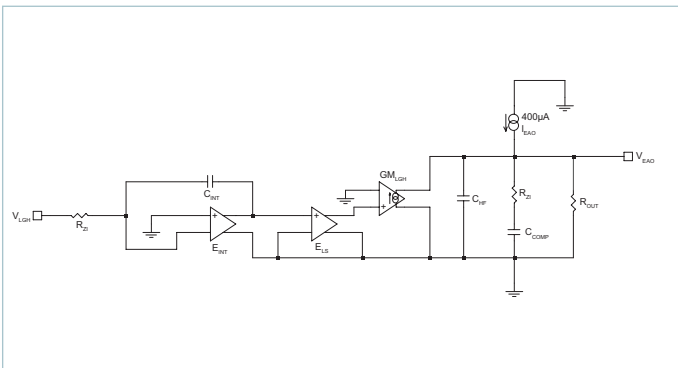 400µA
I_EAO
V_EAO
GM_LGH
C_INT
V_LGH
R_ZI
+
E_INT
+
E_LS
+
C_HF
R_ZI
C_COMP
R_OUT